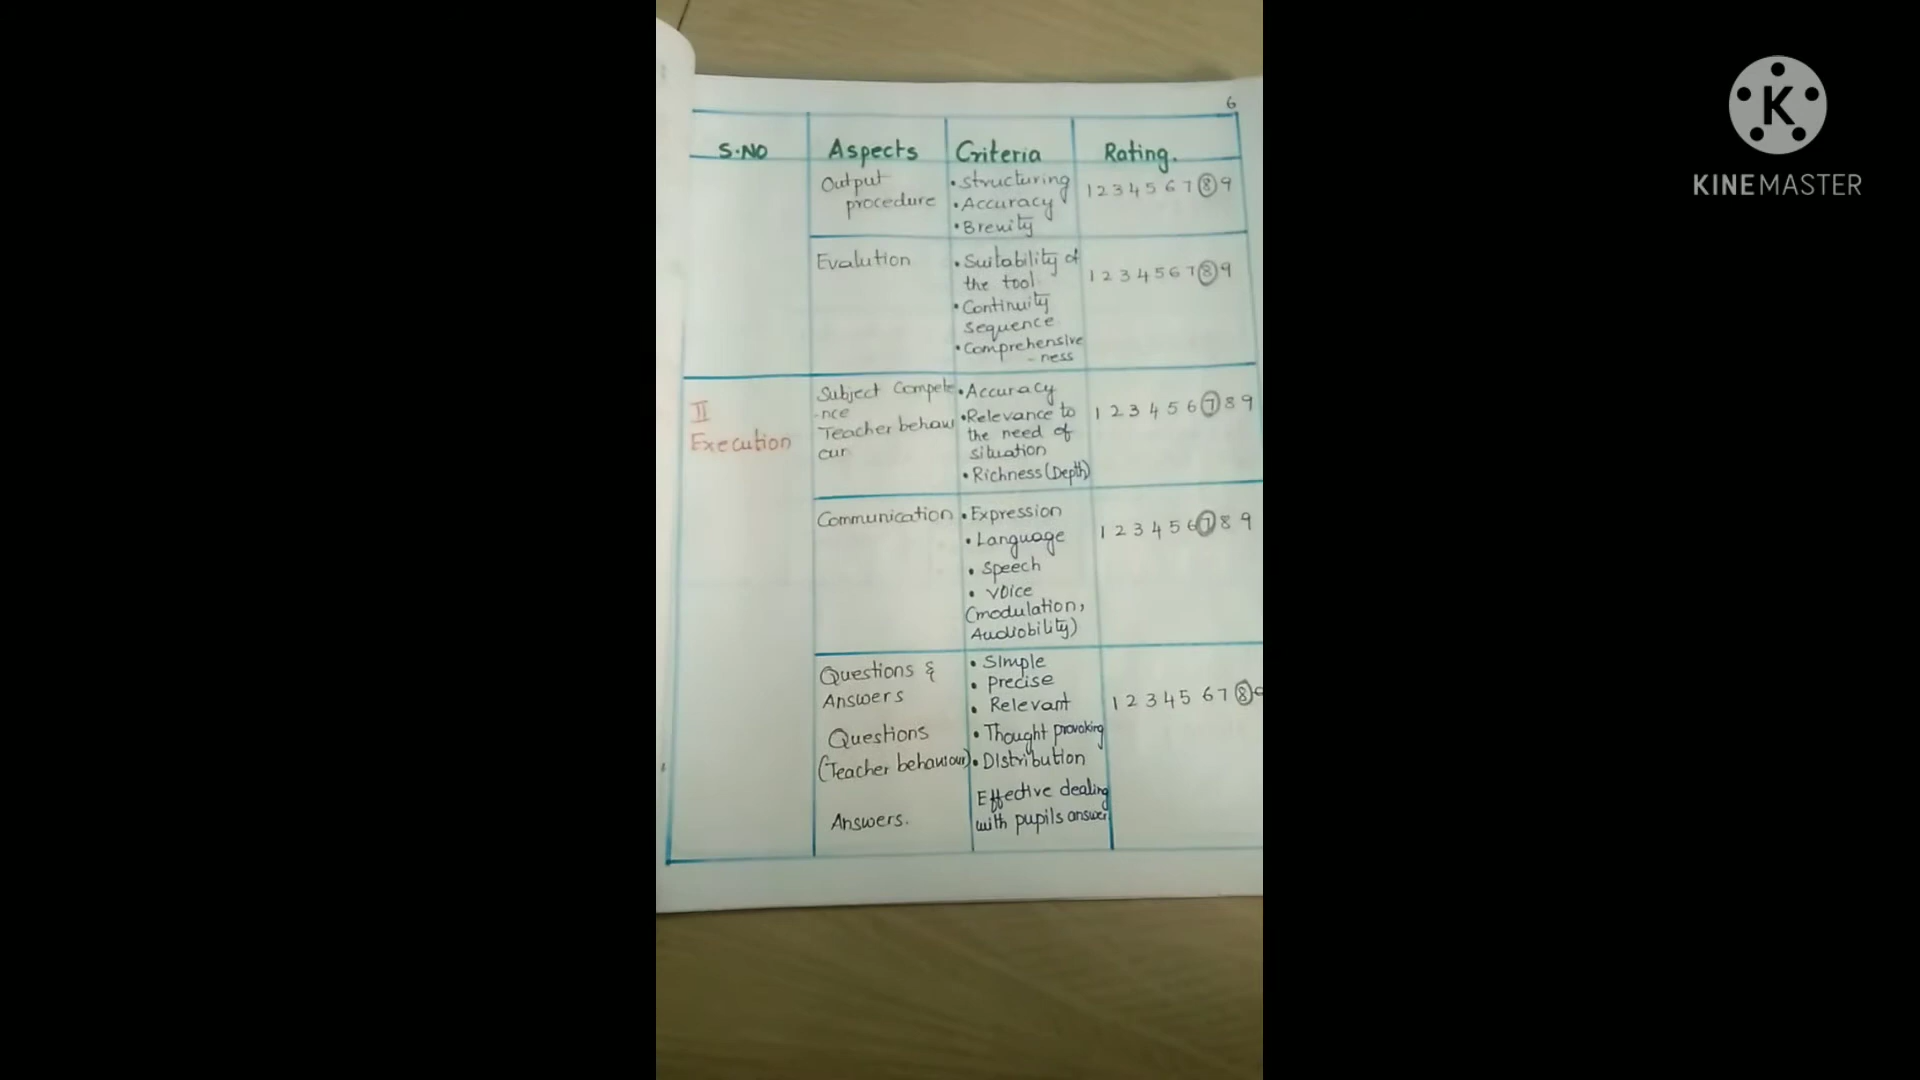 6
S.NO Aspects Criteria Rating.
Output procedure
• Structuring
• Accuracy
• Brevity
1 2 3 4 5 6 7 8 9
Evalution
• Suitability of
the tool
• Continuity
sequence
• Comprehensive
- ness
1 2 3 4 5 6 7 8 9
II
Execution
Subject Compete
-nce
Teacher behavi
our
• Accuracy
• Relevance to
the need of
situation
• Richness (Depth)
1 2 3 4 5 6 7 8 9
Communication
• Expression
• Language
• Speech
• Voice
(modulation,
Audiobility)
1 2 3 4 5 6 7 8 9
Questions &
Answers
Questions
(Teacher behaviour)
Answers.
• Simple
• Precise
• Relevant
• Thought provoking
• Distribution
Effective dealing
with pupils answer
1 2 3 4 5 6 7 8 9
K
KINEMASTER